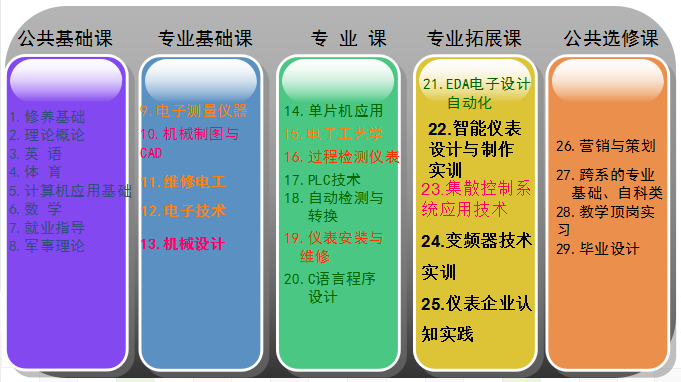 公共基础课
专业基础课
专 业 课
专业拓展课
公共选修课
1. 修养基础
2. 理论概论
3. 英 语
4. 体 育
5. 计算机应用基础
6. 数 学
7. 就业指导
8. 军事理论
9. 电子测量仪器
10. 机械制图与
CAD
11. 维修电工
12. 电子技术
13. 机械设计
14. 单片机应用
15. 电子工艺学
16. 过程检测仪表
17. PLC技术
18. 自动检测与
转换
19. 仪表安装与
维修
20. C语言程序
设计
21. EDA电子设计
自动化
22. 智能仪表
设计与制作
实训
23. 集散控制系
统应用技术
24. 变频器技术
实训
25. 仪表企业认
知实践
26. 营销与策划
27. 跨系的专业
基础、自科类
28. 教学顶岗实
习
29. 毕业设计